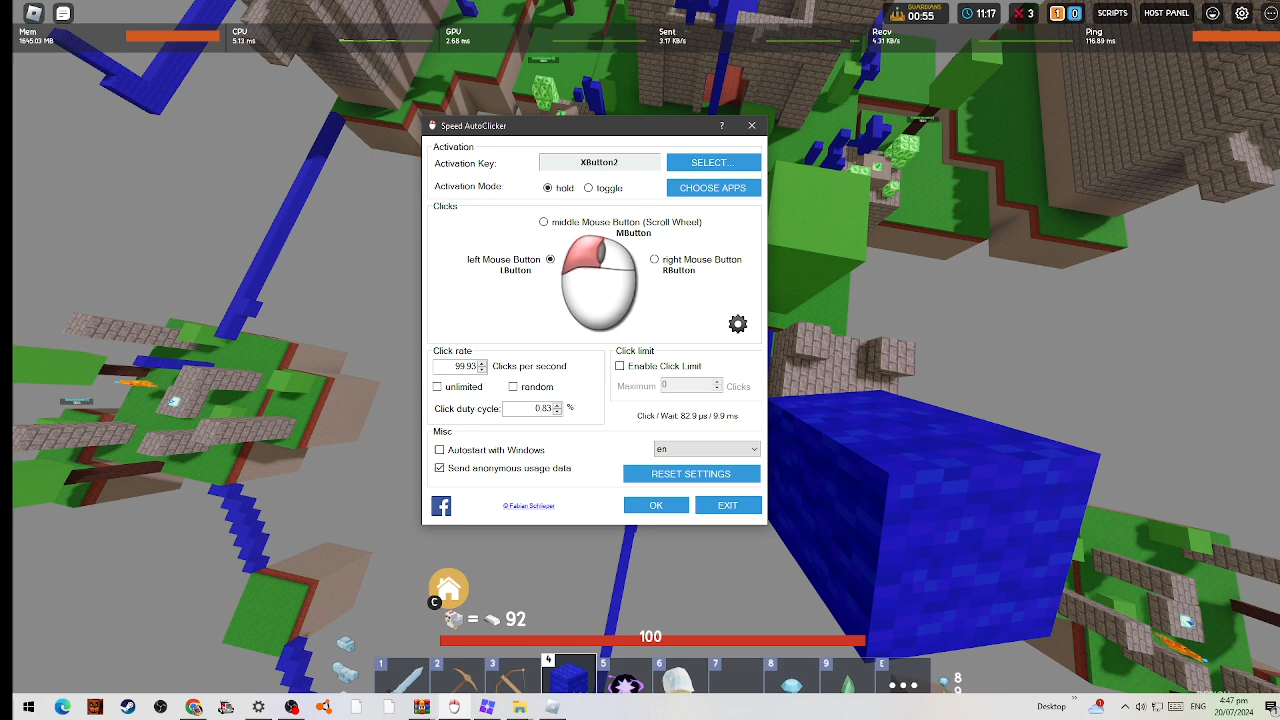 GUARDIANS
00:55
11:17
3
1
0
SCRIPTS
HOST PANEL
Mem
1645.03 MB
CPU
5.13 ms
GPU
2.68 ms
Sent
3.17 KB/s
Recv
4.31 KB/s
Ping
116.89 ms
Speed AutoClicker
?
Activation
Activation Key:
XButton2
SELECT...
Activation Mode:
hold
toggle
CHOOSE APPS
Clicks
middle Mouse Button (Scroll Wheel)
MButton
left Mouse Button
LButton
right Mouse Button
RButton
Click rate
99.93
Clicks per second
unlimited
random
Click duty cycle:
0.83
%
Click limit
Enable Click Limit
Maximum
0
Clicks
Click / Wait: 82.9 µs / 9.9 ms
Misc
Autostart with Windows
en
Send anonymous usage data
RESET SETTINGS
© Fabian Schlieper
OK
EXIT
C
= 92
100
1
2
3
4
5
6
7
8
9
E
8
9
Desktop
ENG
4:47 pm
20/07/2024